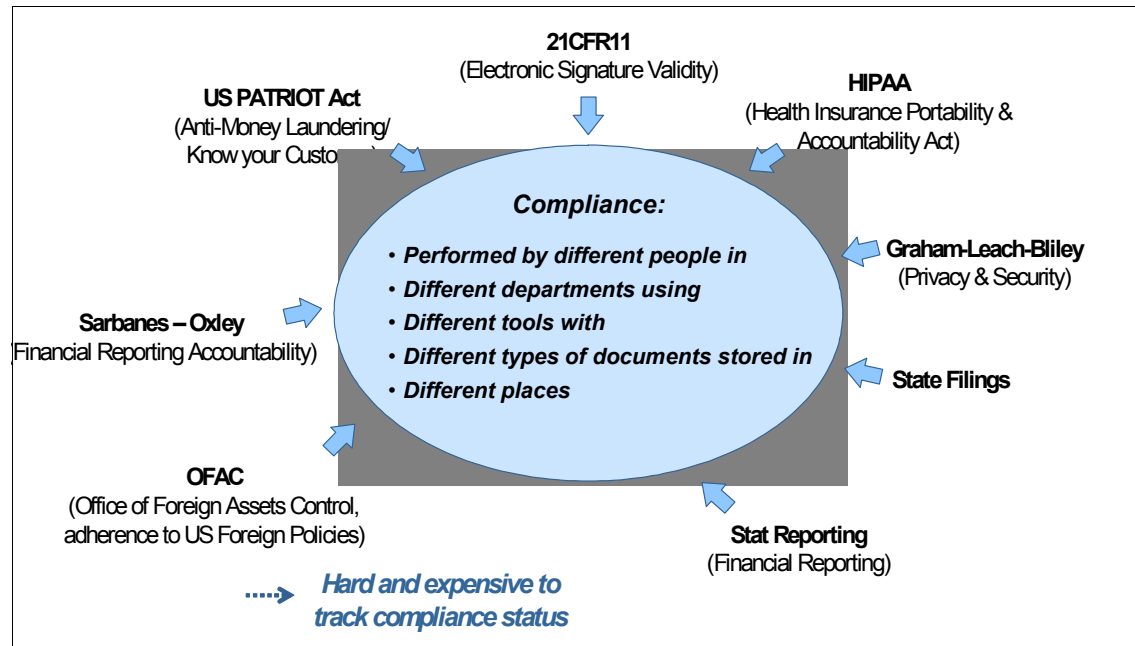 21CFR11
(Electronic Signature Validity)
US PATRIOT Act
(Anti-Money Laundering/
Know your
HIPAA
(Health Insurance Portability &
Accountability Act)
Compliance:
• Performed by different people in
• Different departments using
• Different tools with
• Different types of documents stored in
• Different places
Graham-Leach-Bliley
(Privacy & Security)
Sarbanes – Oxley
(Financial Reporting Accountability)
State Filings
OFAC
(Office of Foreign Assets Control,
adherence to US Foreign Policies)
Stat Reporting
(Financial Reporting)
Hard and expensive to
track compliance status